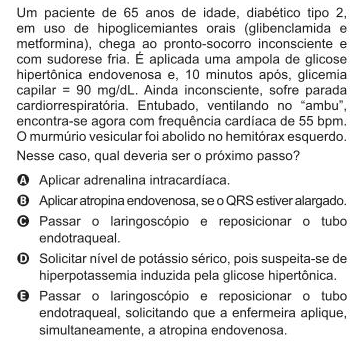 Um paciente de 65 anos de idade, diabético tipo 2,
em uso de hipoglicemiantes orais (glibenclamida e
metformina), chega ao pronto-socorro inconsciente e
com sudorese fria. É aplicada uma ampola de glicose
hipertônica endovenosa e, 10 minutos após, glicemia
capilar = 90 mg/dL. Ainda inconsciente, sofre parada
cardiorrespiratória. Entubado, ventilando no “ambu”,
encontra-se agora com frequência cardíaca de 55 bpm.
O murmúrio vesicular foi abolido no hemitórax esquerdo.
Nesse caso, qual deveria ser o próximo passo?
A Aplicar adrenalina intracardíaca.
B Aplicar atropina endovenosa, se o QRS estiver alargado.
C Passar o laringoscópio e reposicionar o tubo
endotraqueal.
D Solicitar nível de potássio sérico, pois suspeita-se de
hiperpotassemia induzida pela glicose hipertônica.
E Passar o laringoscópio e reposicionar o tubo
endotraqueal, solicitando que a enfermeira aplique,
simultaneamente, a atropina endovenosa.